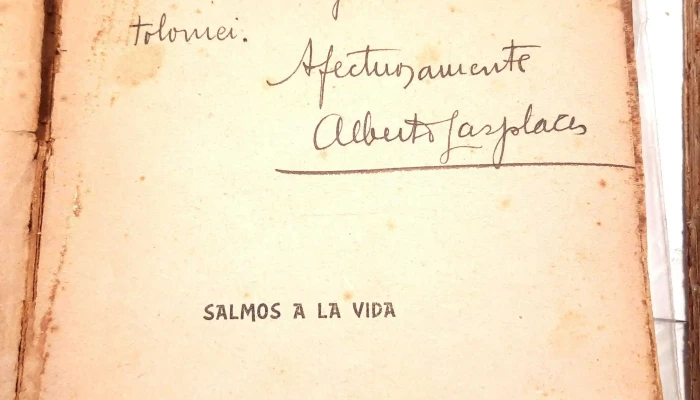 tolomei.
Afectuosamente
Alberto Lasplaces
SALMOS A LA VIDA